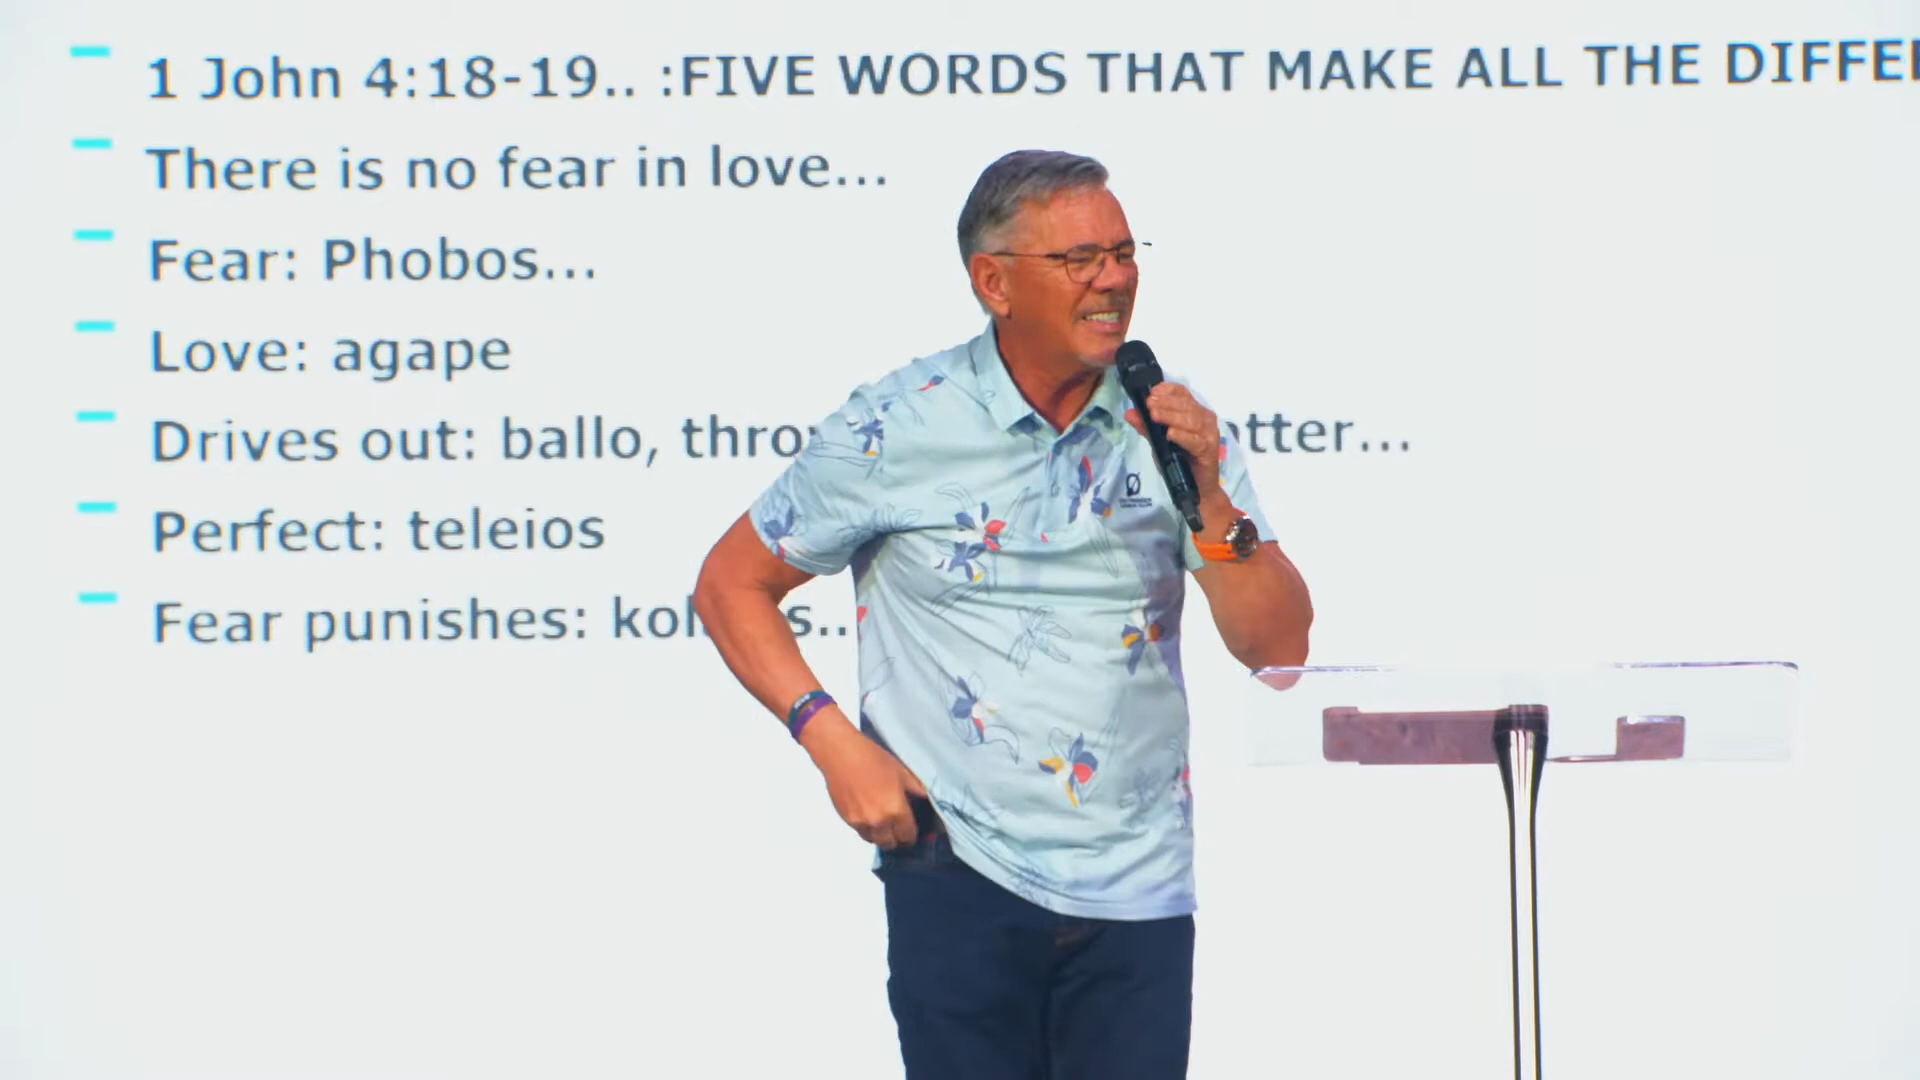 1 John 4:18-19.. :FIVE WORDS THAT MAKE ALL THE
There is no fear in love...
Fear: Phobos...
Love: agape
Drives out: ballo,
Perfect: teleios
Fear punishes: